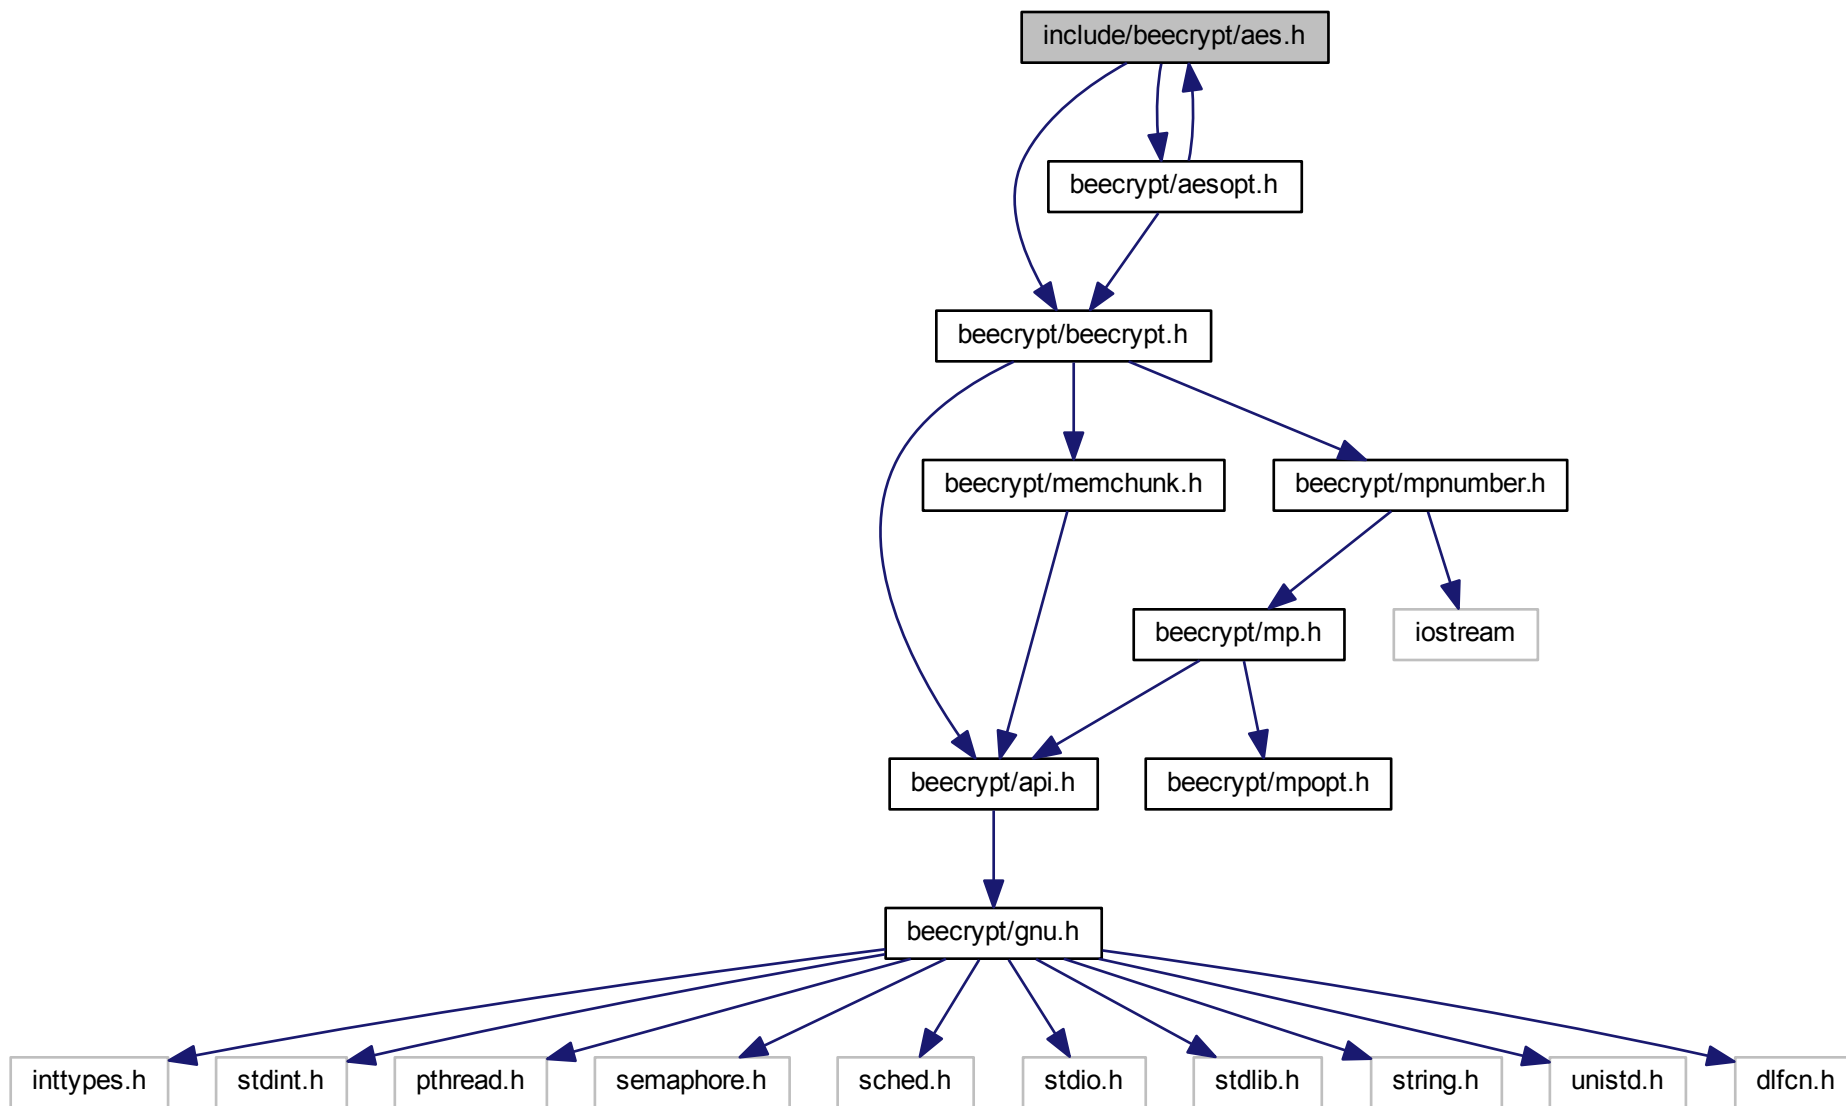 include/beecrypt/aes.h
beecrypt/aesopt.h
beecrypt/beecrypt.h
beecrypt/memchunk.h
beecrypt/mpnumber.h
beecrypt/mp.h
iostream
beecrypt/api.h
beecrypt/mpopt.h
beecrypt/gnu.h
inttypes.h
stdint.h
pthread.h
semaphore.h
sched.h
stdio.h
stdlib.h
string.h
unistd.h
dlfcn.h